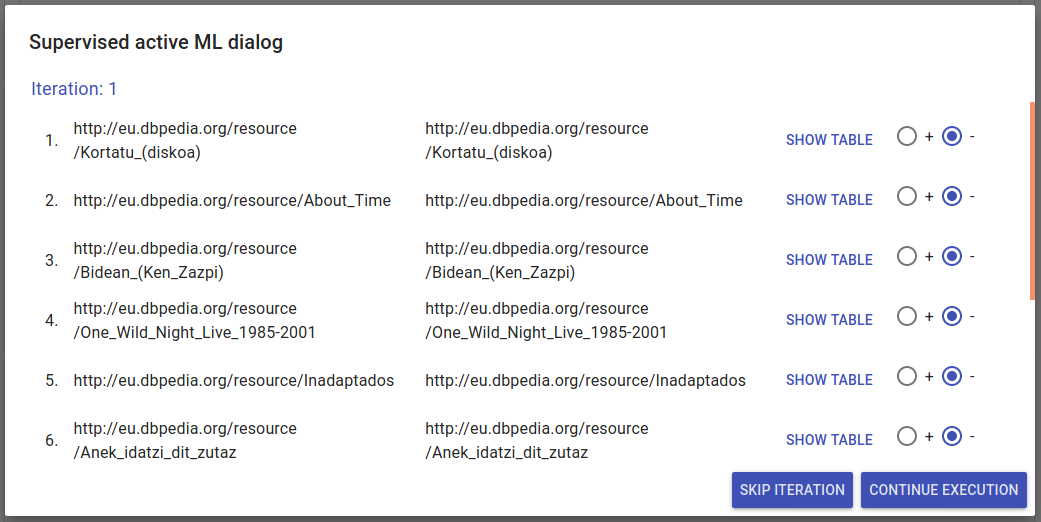 Supervised active ML dialog
Iteration: 1
1. http://eu.dbpedia.org/resource http://eu.dbpedia.org/resource SHOW TABLE + -
/Kortatu_(diskoa) /Kortatu_(diskoa)
2. http://eu.dbpedia.org/resource/About_Time http://eu.dbpedia.org/resource/About_Time SHOW TABLE + -
3. http://eu.dbpedia.org/resource http://eu.dbpedia.org/resource SHOW TABLE + -
/Bidean_(Ken_Zazpi) /Bidean_(Ken_Zazpi)
4. http://eu.dbpedia.org/resource http://eu.dbpedia.org/resource SHOW TABLE + -
/One_Wild_Night_Live_1985-2001 /One_Wild_Night_Live_1985-2001
5. http://eu.dbpedia.org/resource/Inadaptados http://eu.dbpedia.org/resource/Inadaptados SHOW TABLE + -
6. http://eu.dbpedia.org/resource http://eu.dbpedia.org/resource SHOW TABLE + -
/Anek_idatzi_dit_zutaz /Anek_idatzi_dit_zutaz
SKIP ITERATION CONTINUE EXECUTION